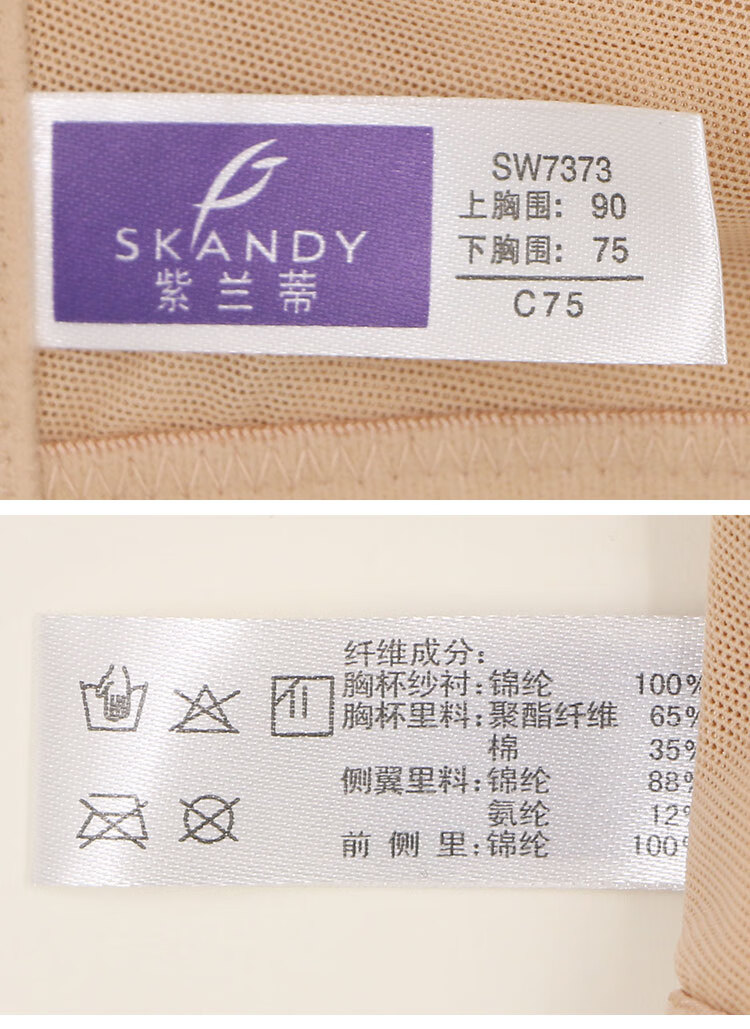 SKANDY
紫兰蒂
SW7373
上胸围: 90
下胸围: 75
C75
纤维成分:
胸杯纱衬:锦纶 100%
胸杯里料:聚酯纤维 65%
棉 35%
侧翼里料:锦纶 88%
氨纶 12%
前侧里:锦纶 100%